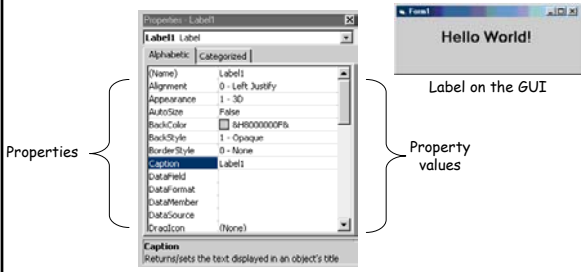 Properties - Label1
Label1 Label
Alphabetic Categorized
(Name) Label1
Alignment 0 - Left Justify
Appearance 1 - 3D
AutoSize False
BackColor &H8000000F&
BackStyle 1 - Opaque
BorderStyle 0 - None
Caption Label1
DataField
DataFormat
DataMember
DataSource
DragIcon (None)
Caption
Returns/sets the text displayed in an object's title
Properties
Property
values
Form1
Hello World!
Label on the GUI